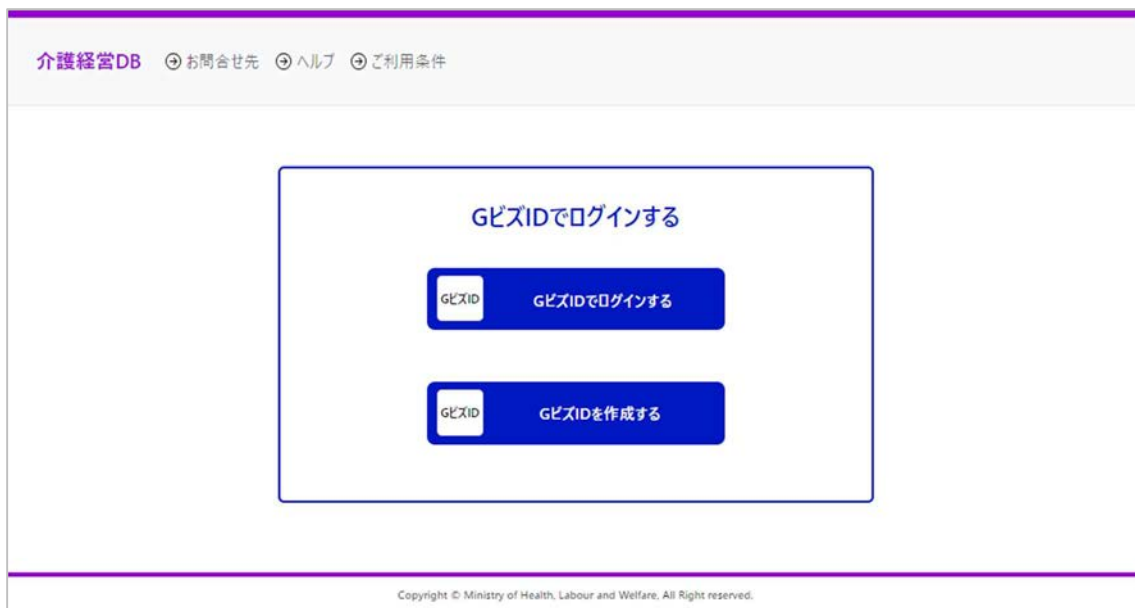 介護経営DB お問合せ先 ヘルプ ご利用条件
GビズIDでログインする
GビズID GビズIDでログインする
GビズID GビズIDを作成する
Copyright © Ministry of Health, Labour and Welfare, All Right reserved.